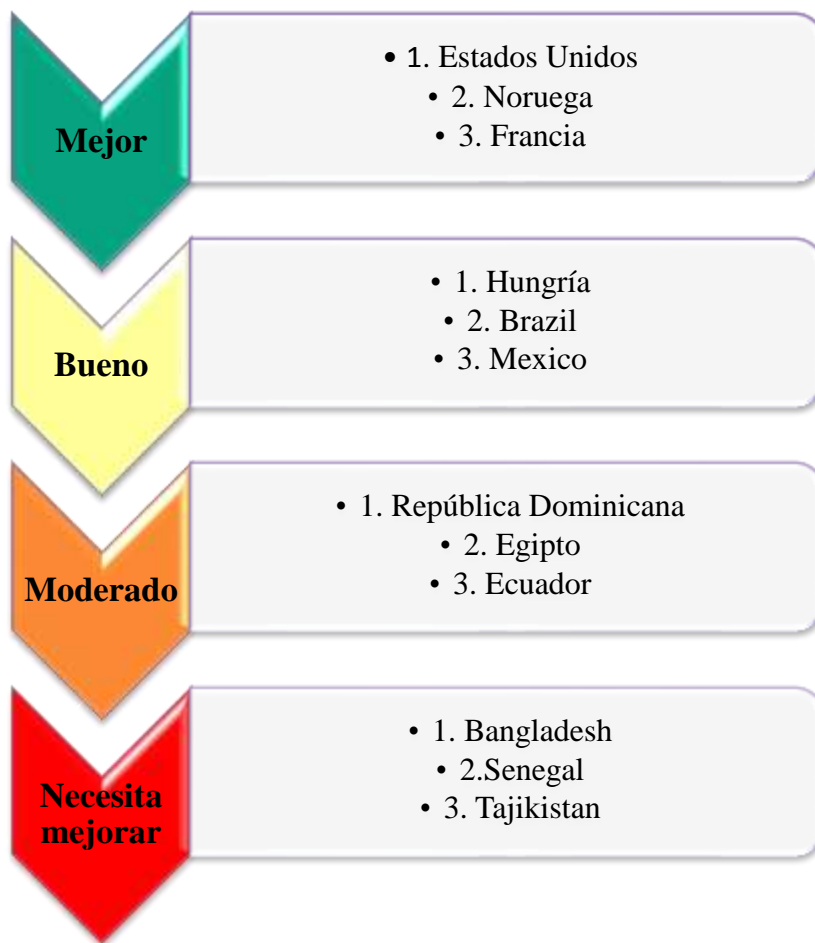 Mejor
• 1. Estados Unidos
• 2. Noruega
• 3. Francia
Bueno
• 1. Hungría
• 2. Brazil
• 3. Mexico
Moderado
• 1. República Dominicana
• 2. Egipto
• 3. Ecuador
Necesita
mejorar
• 1. Bangladesh
• 2.Senegal
• 3. Tajikistan